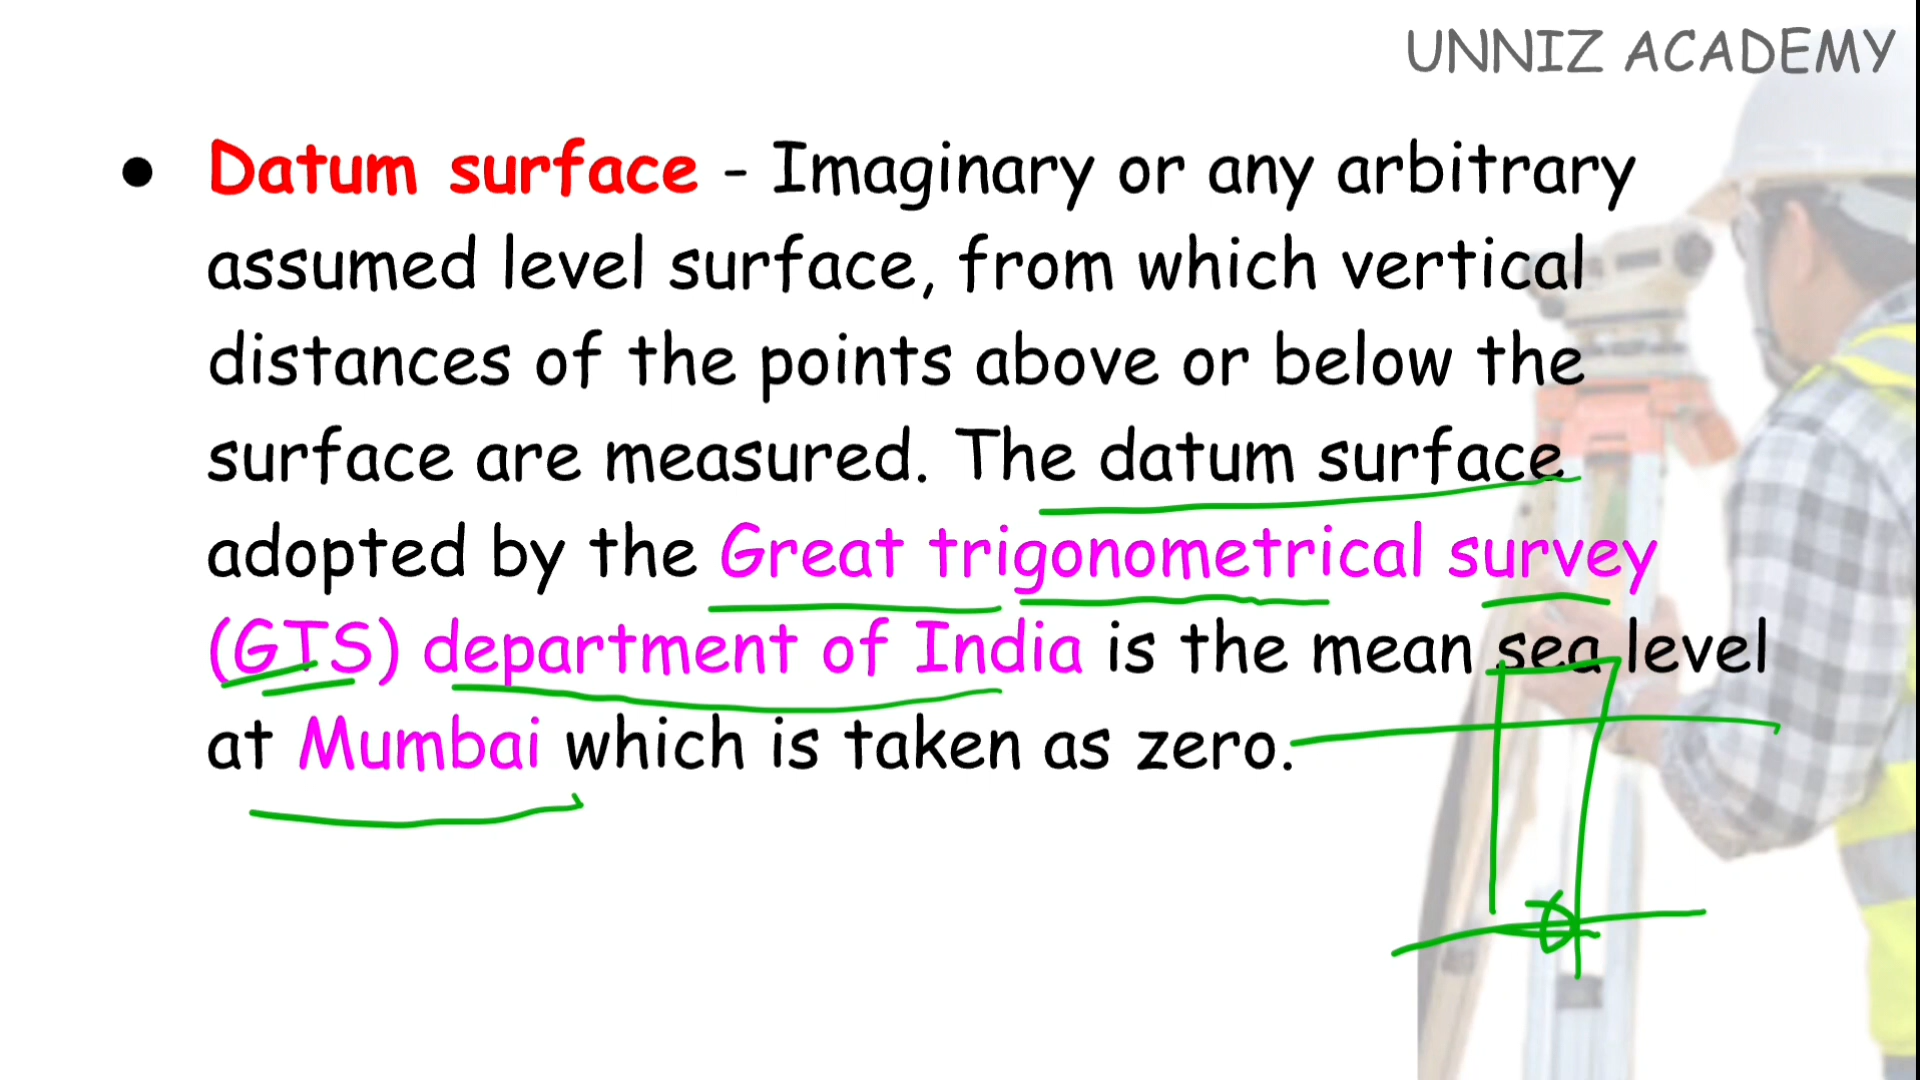 UNNIZ ACADEMY
● Datum surface - Imaginary or any arbitrary
assumed level surface, from which vertical
distances of the points above or below the
surface are measured. The datum surface
adopted by the Great trigonometrical survey
(GTS) department of India is the mean sea level
at Mumbai which is taken as zero.